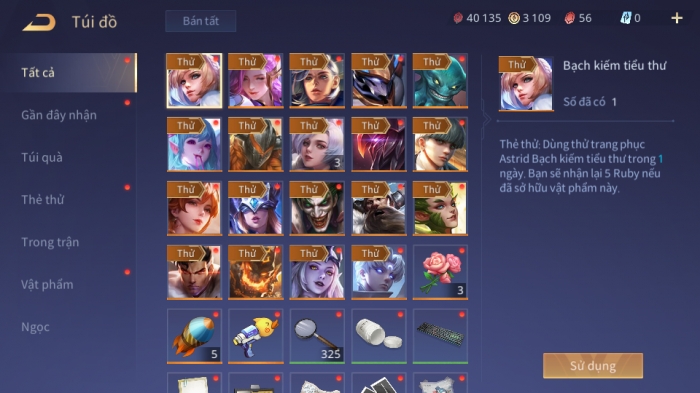 Túi đồ
Bán tất
40 135
3 109
56
0
+
Tất cả
Gần đây nhận
Túi quà
Thẻ thử
Trong trận
Vật phẩm
Ngọc
Thử Thử Thử Thử Thử
Thử Thử Thử Thử Thử
3
Thử Thử Thử Thử Thử
Thử Thử Thử Thử
3
5
325
Thử
Bạch kiếm tiểu thư
Số đã có 1
Thẻ thử: Dùng thử trang phục
Astrid Bạch kiếm tiểu thư trong 1
ngày. Bạn sẽ nhận lại 5 Ruby nếu
đã sở hữu vật phẩm này.
Sử dụng